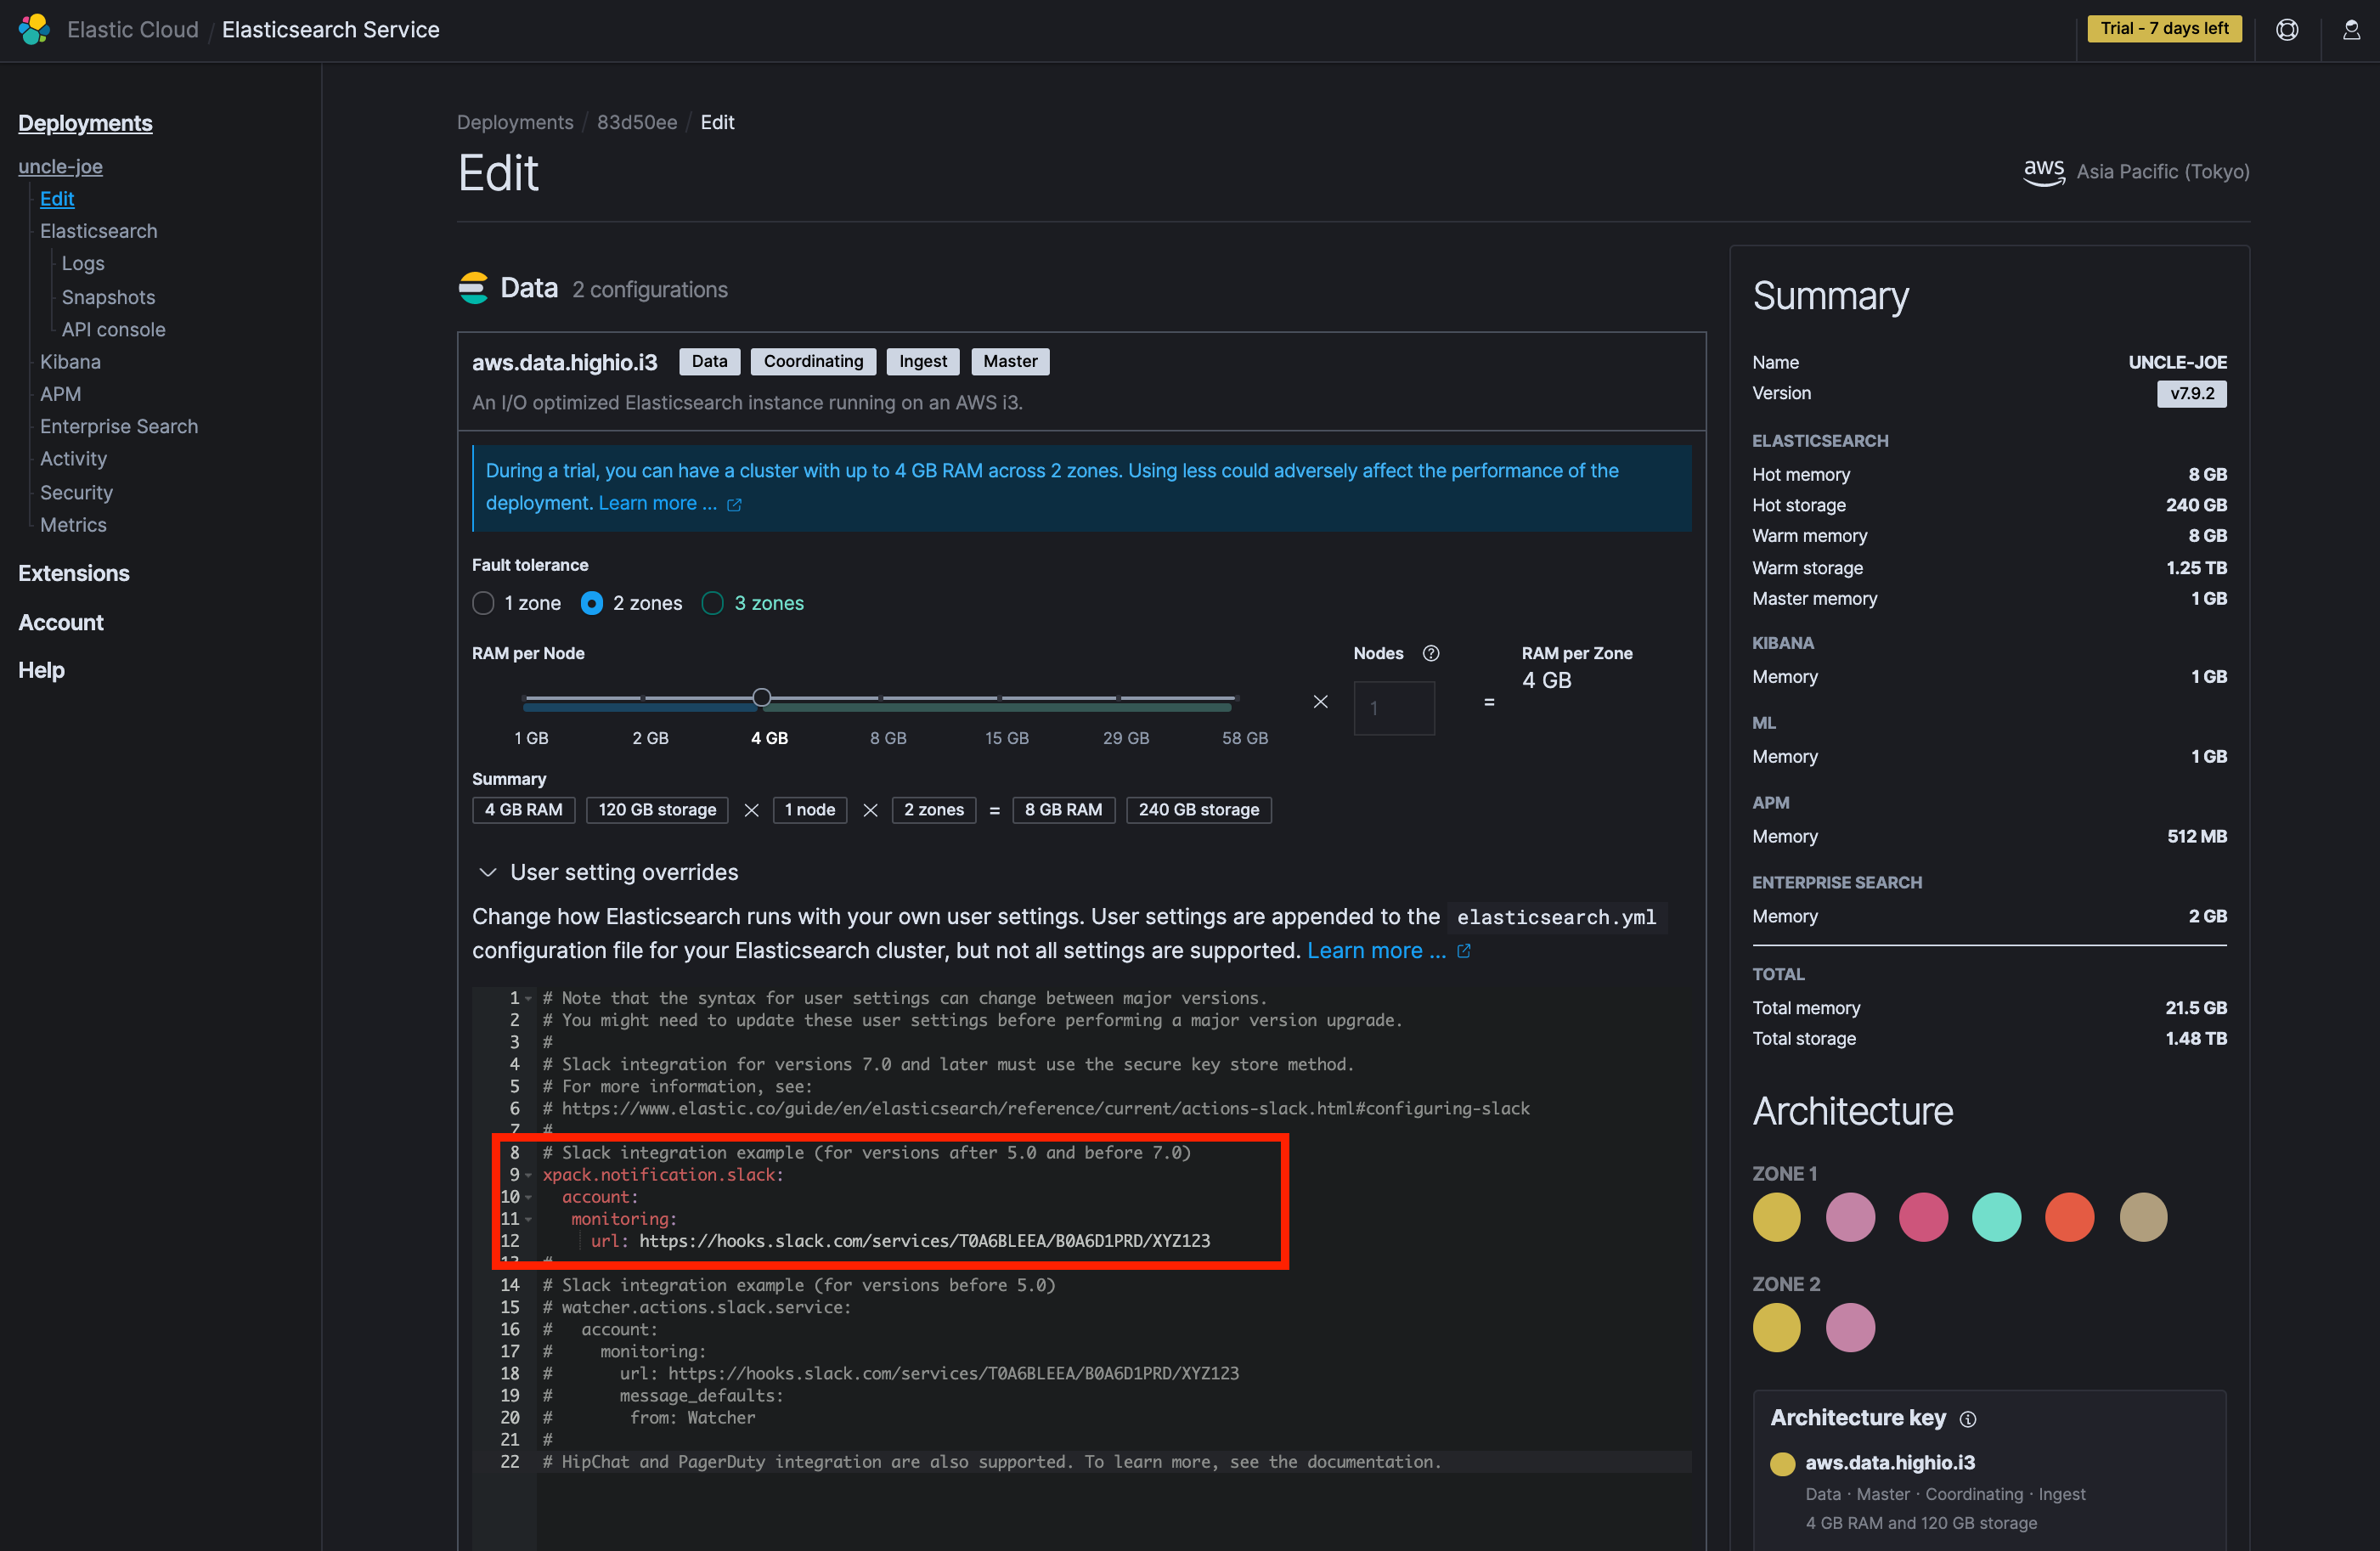 Elastic Cloud / Elasticsearch Service
Trial - 7 days left
Deployments
uncle-joe
Edit
Elasticsearch
Logs
Snapshots
API console
Kibana
APM
Enterprise Search
Activity
Security
Metrics
Extensions
Account
Help
Deployments / 83d50ee / Edit
Edit
aws Asia Pacific (Tokyo)
Data 2 configurations
aws.data.highio.i3 Data Coordinating Ingest Master
An I/O optimized Elasticsearch instance running on an AWS i3.
During a trial, you can have a cluster with up to 4 GB RAM across 2 zones. Using less could adversely affect the performance of the
deployment. Learn more ...
Fault tolerance
1 zone 2 zones 3 zones
RAM per Node Nodes RAM per Zone
× 1 = 4 GB
1 GB 2 GB 4 GB 8 GB 15 GB 29 GB 58 GB
Summary
4 GB RAM 120 GB storage × 1 node × 2 zones = 8 GB RAM 240 GB storage
User setting overrides
Change how Elasticsearch runs with your own user settings. User settings are appended to the elasticsearch.yml
configuration file for your Elasticsearch cluster, but not all settings are supported. Learn more ...
1 # Note that the syntax for user settings can change between major versions.
2 # You might need to update these user settings before performing a major version upgrade.
3 #
4 # Slack integration for versions 7.0 and later must use the secure key store method.
5 # For more information, see:
6 # https://www.elastic.co/guide/en/elasticsearch/reference/current/actions-slack.html#configuring-slack
7 #
8 # Slack integration example (for versions after 5.0 and before 7.0)
9 xpack.notification.slack:
10 account:
11 monitoring:
12 url: https://hooks.slack.com/services/T0A6BLEEA/B0A6D1PRD/XYZ123
13 #
14 # Slack integration example (for versions before 5.0)
15 # watcher.actions.slack.service:
16 # account:
17 # monitoring:
18 # url: https://hooks.slack.com/services/T0A6BLEEA/B0A6D1PRD/XYZ123
19 # message_defaults:
20 # from: Watcher
21 #
22 # HipChat and PagerDuty integration are also supported. To learn more, see the documentation.
Summary
Name UNCLE-JOE
Version v7.9.2
ELASTICSEARCH
Hot memory 8 GB
Hot storage 240 GB
Warm memory 8 GB
Warm storage 1.25 TB
Master memory 1 GB
KIBANA
Memory 1 GB
ML
Memory 1 GB
APM
Memory 512 MB
ENTERPRISE SEARCH
Memory 2 GB
TOTAL
Total memory 21.5 GB
Total storage 1.48 TB
Architecture
ZONE 1
ZONE 2
Architecture key
aws.data.highio.i3
Data · Master · Coordinating · Ingest
4 GB RAM and 120 GB storage